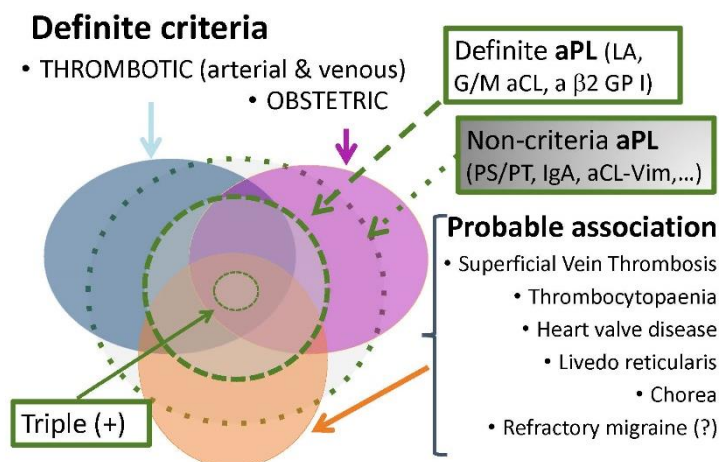 Definite criteria
• THROMBOTIC (arterial & venous)
• OBSTETRIC
Definite aPL (LA,
G/M aCL, a β2 GP I)
Non-criteria aPL
(PS/PT, IgA, aCL-Vim,...)
Probable association
• Superficial Vein Thrombosis
• Thrombocytopaenia
• Heart valve disease
• Livedo reticularis
• Chorea
• Refractory migraine (?)
Triple (+)